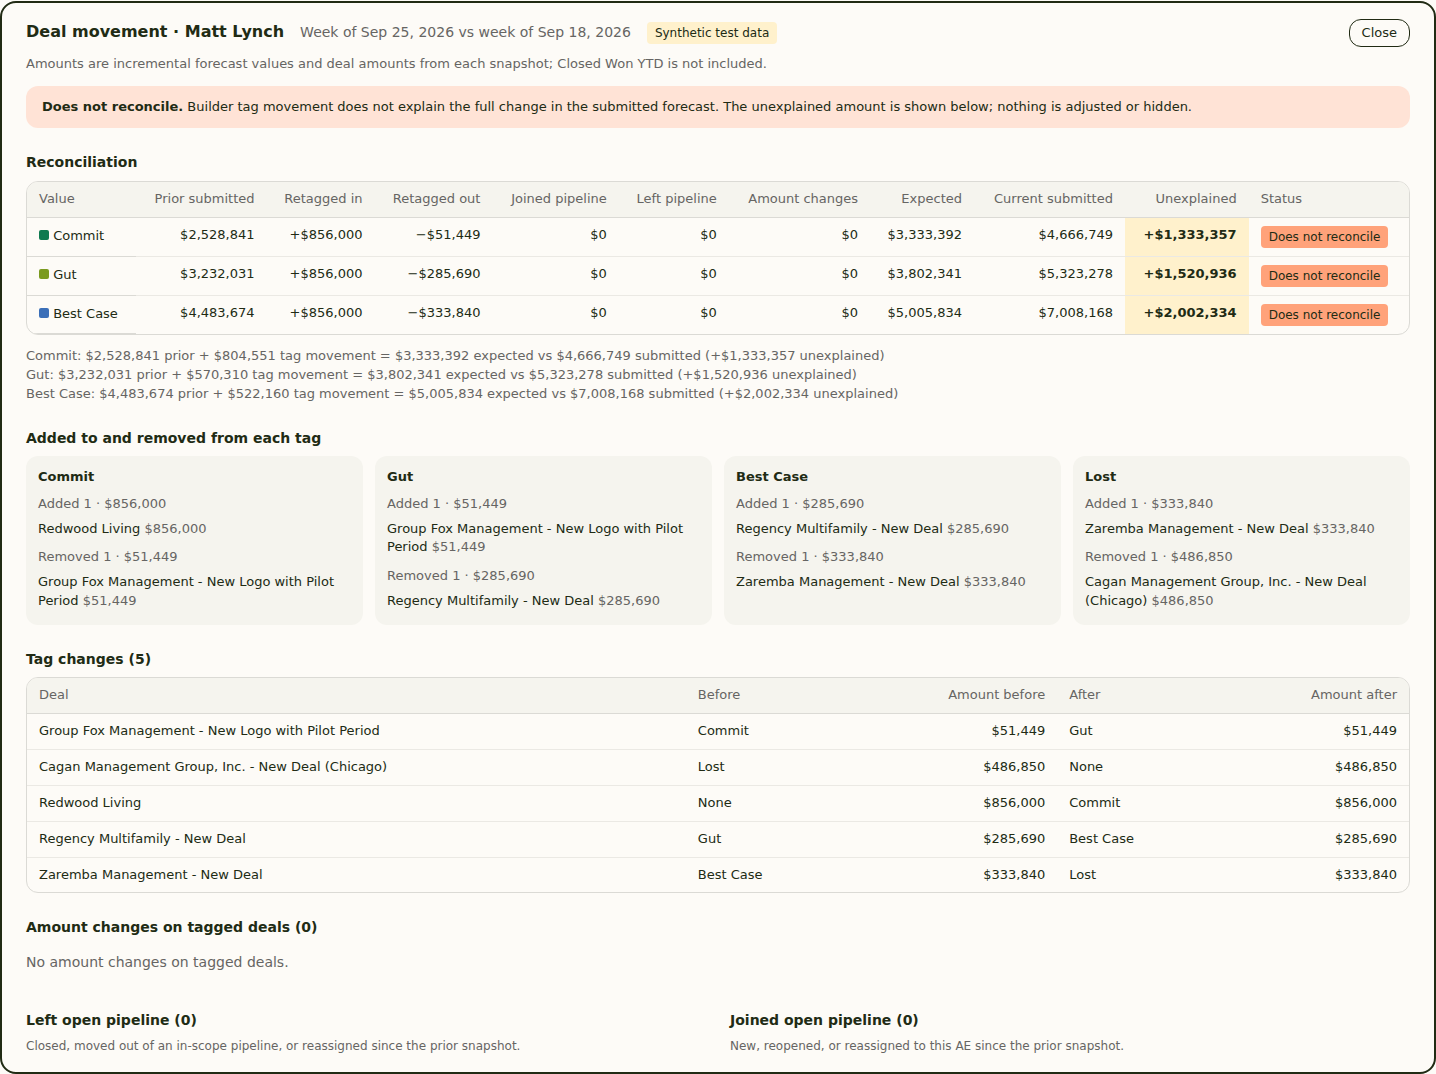 Deal movement · Matt Lynch Week of Sep 25, 2026 vs week of Sep 18, 2026 Synthetic test data Close
Amounts are incremental forecast values and deal amounts from each snapshot; Closed Won YTD is not included.
Does not reconcile. Builder tag movement does not explain the full change in the submitted forecast. The unexplained amount is shown below; nothing is adjusted or hidden.
Reconciliation
Value Prior submitted Retagged in Retagged out Joined pipeline Left pipeline Amount changes Expected Current submitted Unexplained Status
Commit $2,528,841 +$856,000 −$51,449 $0 $0 $0 $3,333,392 $4,666,749 +$1,333,357 Does not reconcile
Gut $3,232,031 +$856,000 −$285,690 $0 $0 $0 $3,802,341 $5,323,278 +$1,520,936 Does not reconcile
Best Case $4,483,674 +$856,000 −$333,840 $0 $0 $0 $5,005,834 $7,008,168 +$2,002,334 Does not reconcile
Commit: $2,528,841 prior + $804,551 tag movement = $3,333,392 expected vs $4,666,749 submitted (+$1,333,357 unexplained)
Gut: $3,232,031 prior + $570,310 tag movement = $3,802,341 expected vs $5,323,278 submitted (+$1,520,936 unexplained)
Best Case: $4,483,674 prior + $522,160 tag movement = $5,005,834 expected vs $7,008,168 submitted (+$2,002,334 unexplained)
Added to and removed from each tag
Commit
Added 1 · $856,000
Redwood Living $856,000
Removed 1 · $51,449
Group Fox Management - New Logo with Pilot
Period $51,449
Gut
Added 1 · $51,449
Group Fox Management - New Logo with Pilot
Period $51,449
Removed 1 · $285,690
Regency Multifamily - New Deal $285,690
Best Case
Added 1 · $285,690
Regency Multifamily - New Deal $285,690
Removed 1 · $333,840
Zaremba Management - New Deal $333,840
Lost
Added 1 · $333,840
Zaremba Management - New Deal $333,840
Removed 1 · $486,850
Cagan Management Group, Inc. - New Deal
(Chicago) $486,850
Tag changes (5)
Deal Before Amount before After Amount after
Group Fox Management - New Logo with Pilot Period Commit $51,449 Gut $51,449
Cagan Management Group, Inc. - New Deal (Chicago) Lost $486,850 None $486,850
Redwood Living None $856,000 Commit $856,000
Regency Multifamily - New Deal Gut $285,690 Best Case $285,690
Zaremba Management - New Deal Best Case $333,840 Lost $333,840
Amount changes on tagged deals (0)
No amount changes on tagged deals.
Left open pipeline (0)
Closed, moved out of an in-scope pipeline, or reassigned since the prior snapshot.
Joined open pipeline (0)
New, reopened, or reassigned to this AE since the prior snapshot.